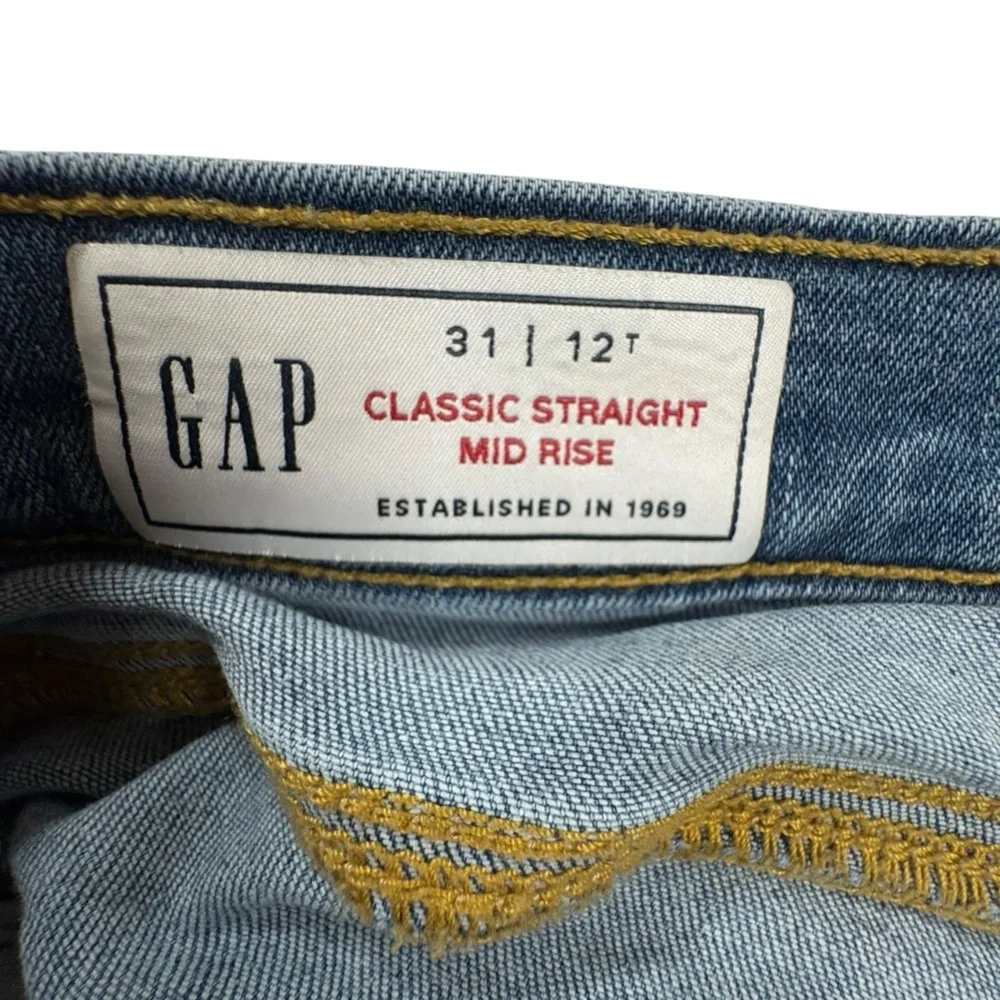 GAP
31 | 12T
CLASSIC STRAIGHT
MID RISE
ESTABLISHED IN 1969